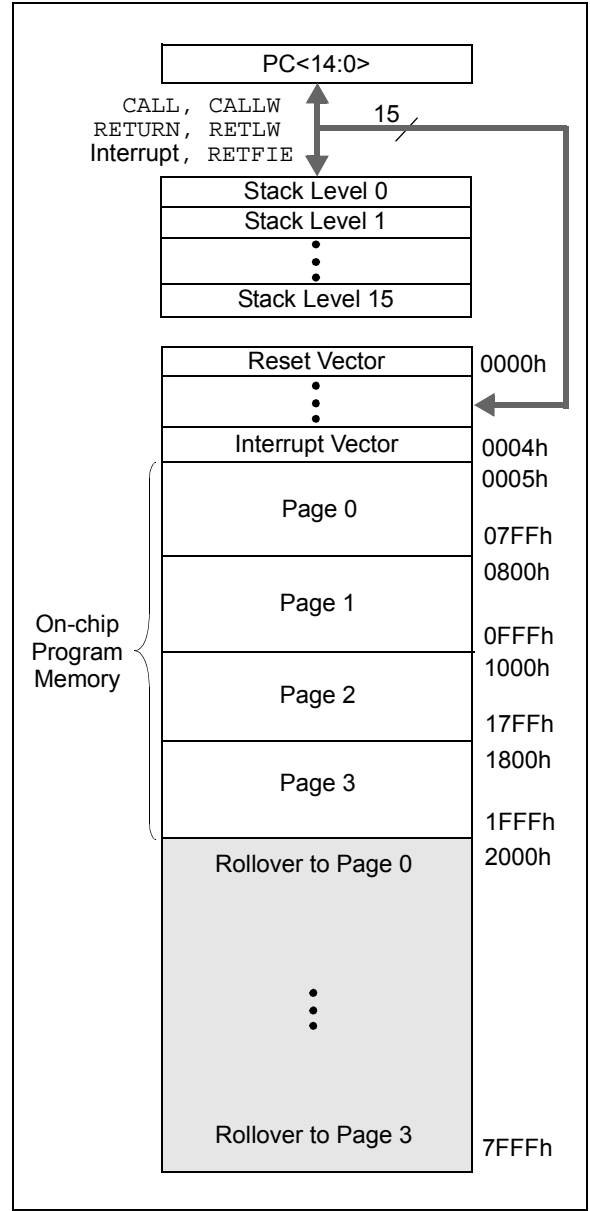 PC<14:0>
CALL, CALLW
RETURN, RETLW
Interrupt, RETFIE
15
Stack Level 0
Stack Level 1
Stack Level 15
Reset Vector
0000h
Interrupt Vector
0004h
0005h
Page 0
07FFh
0800h
Page 1
0FFFh
On-chip
Program
Memory
1000h
Page 2
17FFh
1800h
Page 3
1FFFh
Rollover to Page 0
2000h
Rollover to Page 3
7FFFh